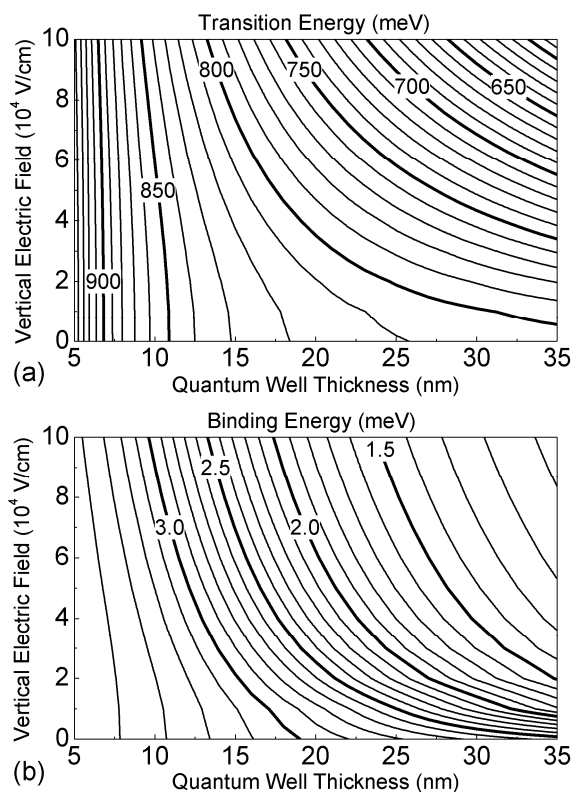 Transition Energy (meV)
10
8
6
4
2
0
Vertical Electric Field (10⁴ V/cm)
800
750
700
650
850
900
5 10 15 20 25 30 35
(a)
Quantum Well Thickness (nm)
Binding Energy (meV)
10
8
6
4
2
0
Vertical Electric Field (10⁴ V/cm)
1.5
2.5
3.0
2.0
5 10 15 20 25 30 35
(b)
Quantum Well Thickness (nm)